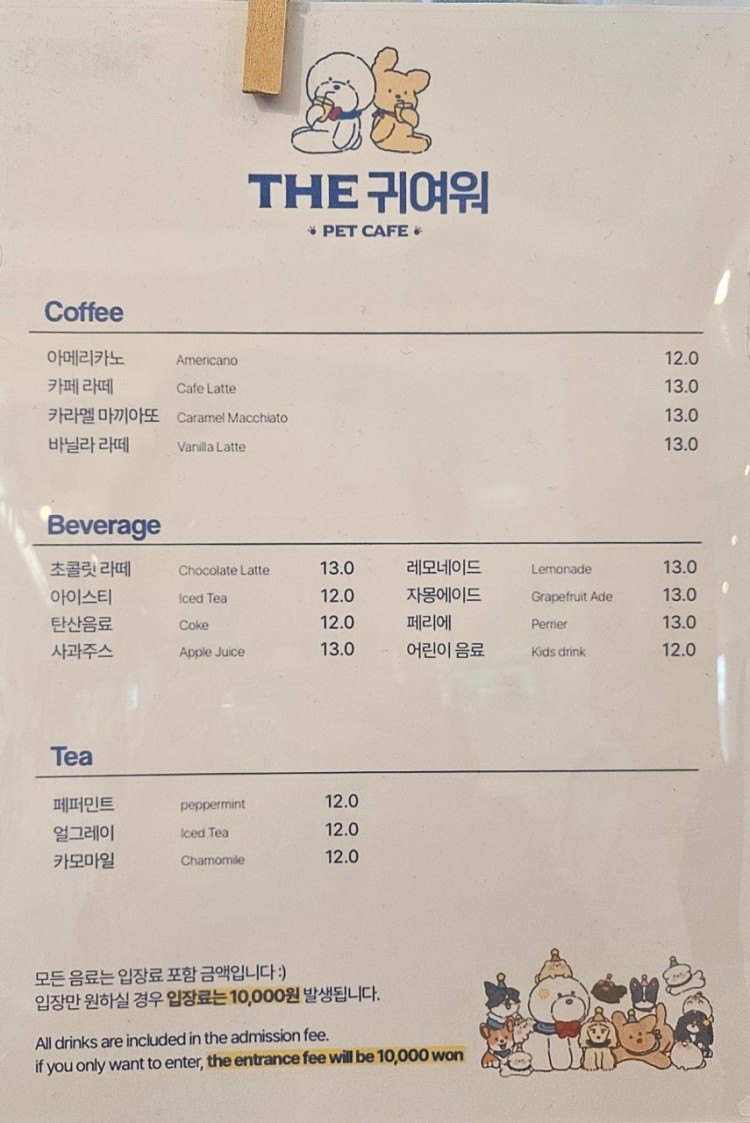 THE 귀여워
PET CAFE
Coffee
아메리카노 Americano 12.0
카페 라떼 Cafe Latte 13.0
카라멜 마끼아또 Caramel Macchiato 13.0
바닐라 라떼 Vanilla Latte 13.0
Beverage
초콜릿 라떼 Chocolate Latte 13.0 레모네이드 Lemonade 13.0
아이스티 Iced Tea 12.0 자몽에이드 Grapefruit Ade 13.0
탄산음료 Coke 12.0 페리에 Perrier 13.0
사과주스 Apple Juice 13.0 어린이 음료 Kids drink 12.0
Tea
페퍼민트 peppermint 12.0
얼그레이 Iced Tea 12.0
카모마일 Chamomile 12.0
모든 음료는 입장료 포함 금액입니다 :)
입장만 원하실 경우 입장료는 10,000원 발생됩니다.
All drinks are included in the admission fee.
if you only want to enter, the entrance fee will be 10,000 won